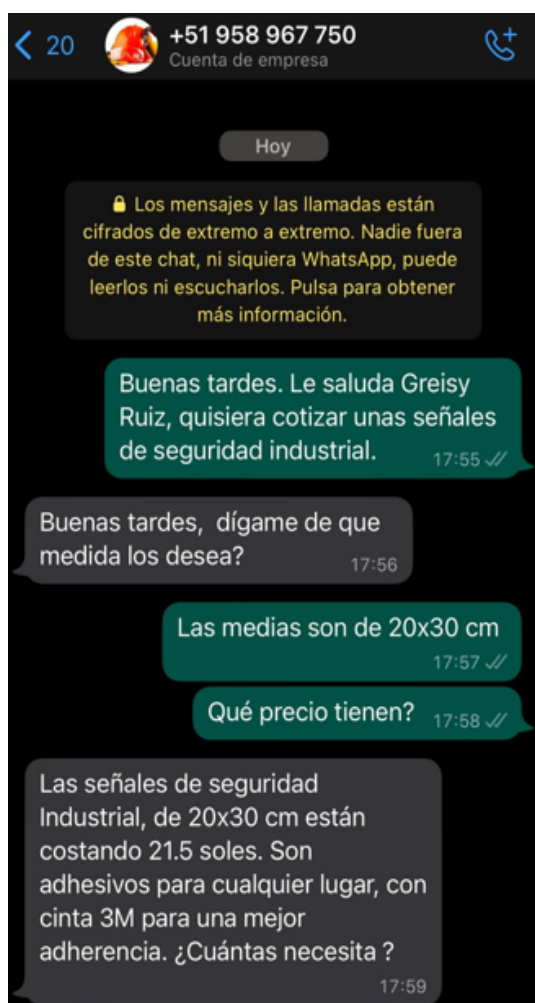 20
+51 958 967 750
Cuenta de empresa
Hoy
Los mensajes y las llamadas están
cifrados de extremo a extremo. Nadie fuera
de este chat, ni siquiera WhatsApp, puede
leerlos ni escucharlos. Pulsa para obtener
más información.
Buenas tardes. Le saluda Greisy
Ruiz, quisiera cotizar unas señales
de seguridad industrial.
17:55
Buenas tardes, dígame de que
medida los desea?
17:56
Las medias son de 20x30 cm
17:57
Qué precio tienen?
17:58
Las señales de seguridad
Industrial, de 20x30 cm están
costando 21.5 soles. Son
adhesivos para cualquier lugar, con
cinta 3M para una mejor
adherencia. ¿Cuántas necesita ?
17:59